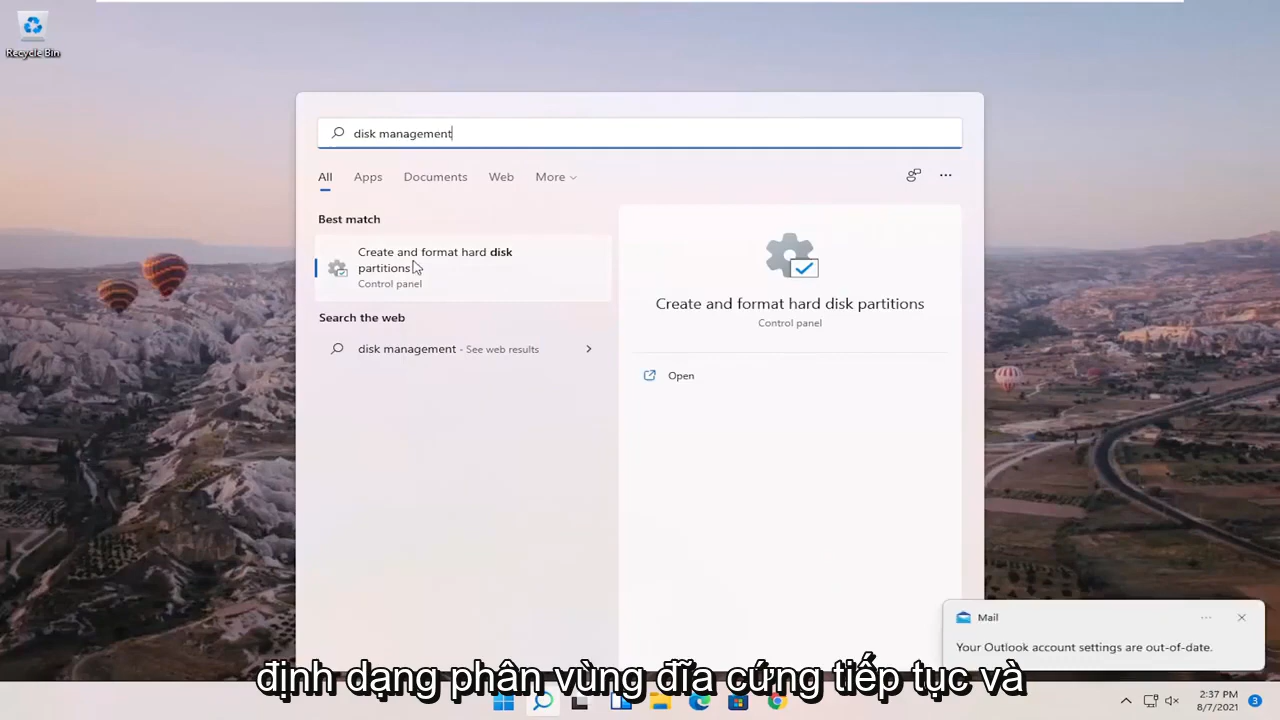 Recycle Bin
disk management
All Apps Documents Web More
Best match
Create and format hard disk
partitions
Control panel
Search the web
disk management - See web results
Create and format hard disk partitions
Control panel
Open
Mail
Your Outlook account settings are out-of-date.
định dạng phân vùng đĩa cứng tiếp tục và
2:37 PM
8/7/2021
3